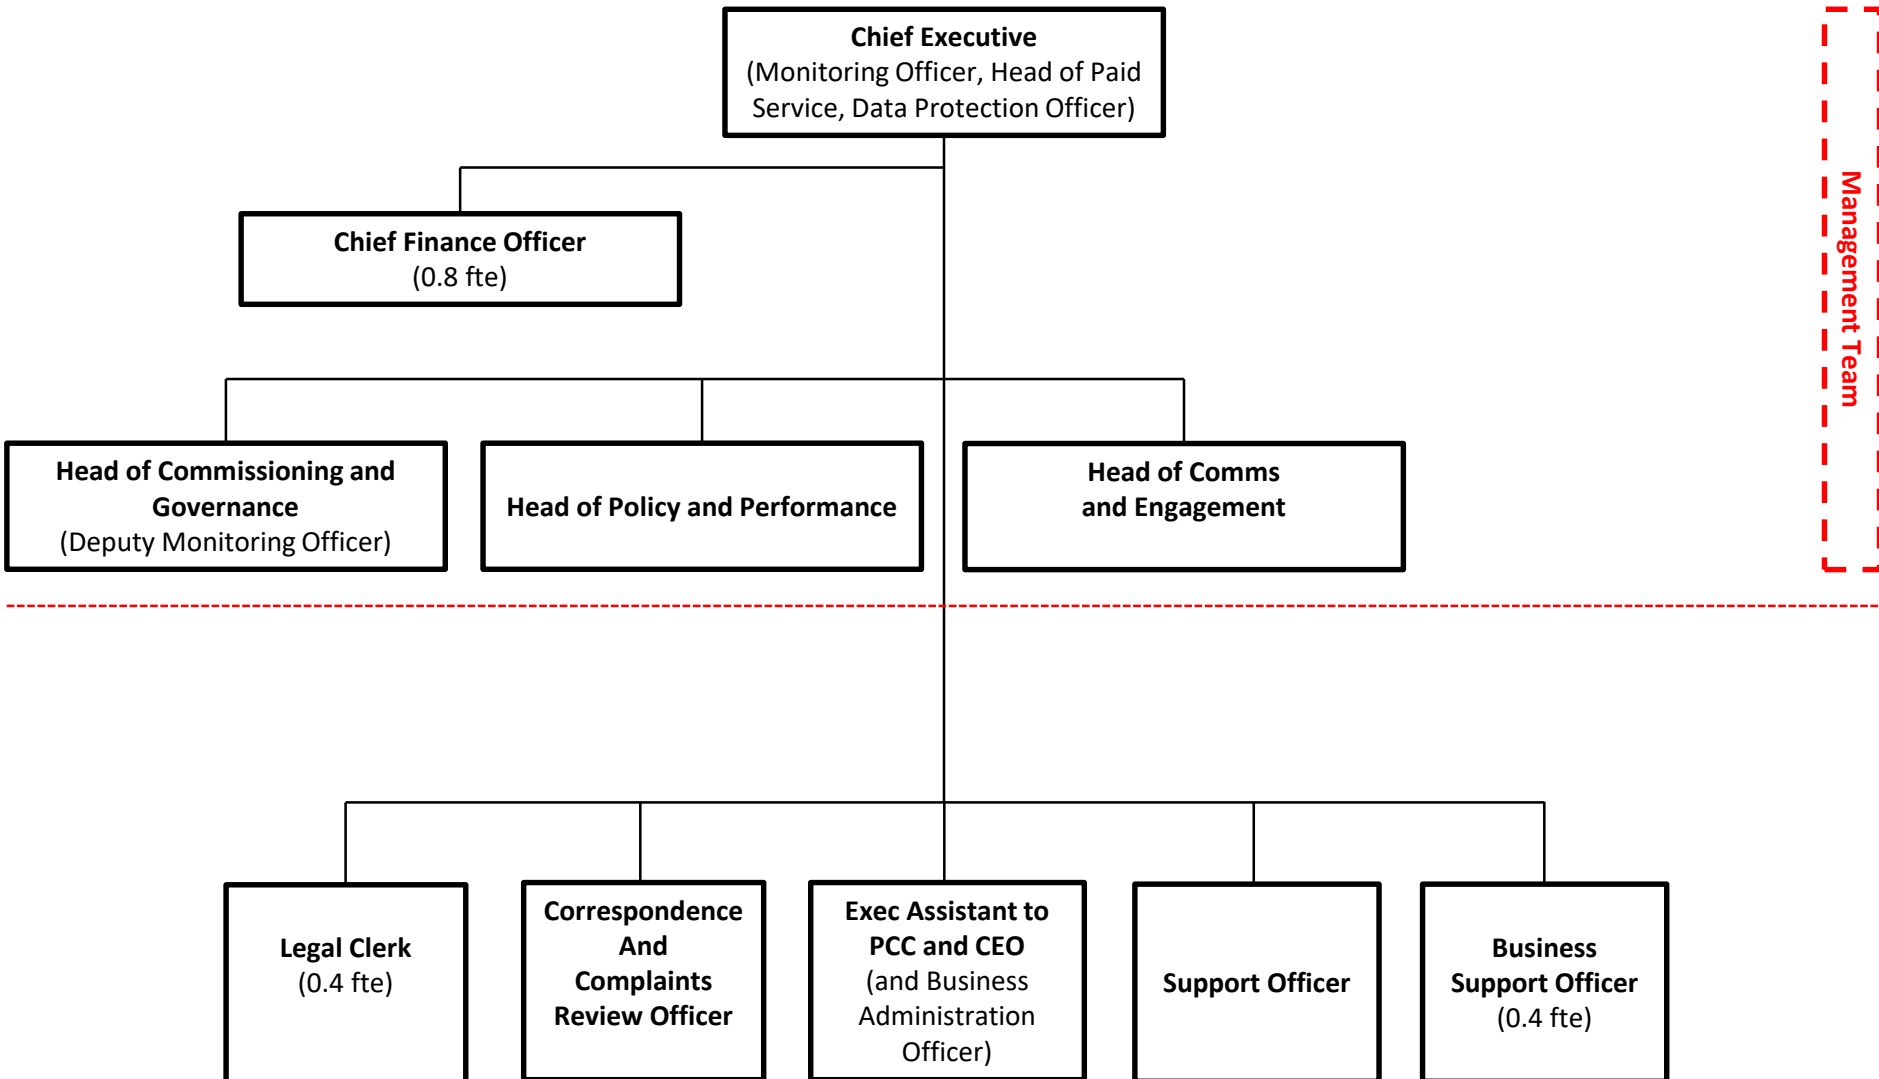 Chief Executive
(Monitoring Officer, Head of Paid
Service, Data Protection Officer)
Management Team
Chief Finance Officer
(0.8 fte)
Head of Commissioning and
Governance
(Deputy Monitoring Officer)
Head of Policy and Performance
Head of Comms
and Engagement
Legal Clerk
(0.4 fte)
Correspondence
And
Complaints
Review Officer
Exec Assistant to
PCC and CEO
(and Business
Administration
Officer)
Support Officer
Business
Support Officer
(0.4 fte)